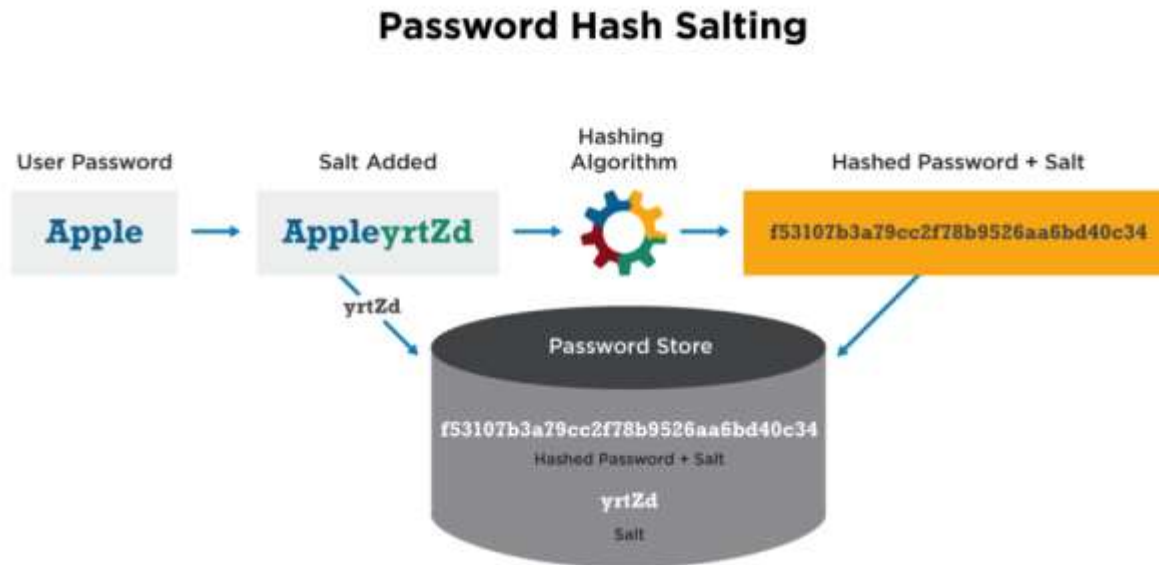 Password Hash Salting
User Password
Salt Added
Hashing
Algorithm
Hashed Password + Salt
Apple
AppleyrtZd
f53107b3a79cc2f78b9526aa6bd40c34
yrtZd
Password Store
f53107b3a79cc2f78b9526aa6bd40c34
Hashed Password + Salt
yrtZd
Salt